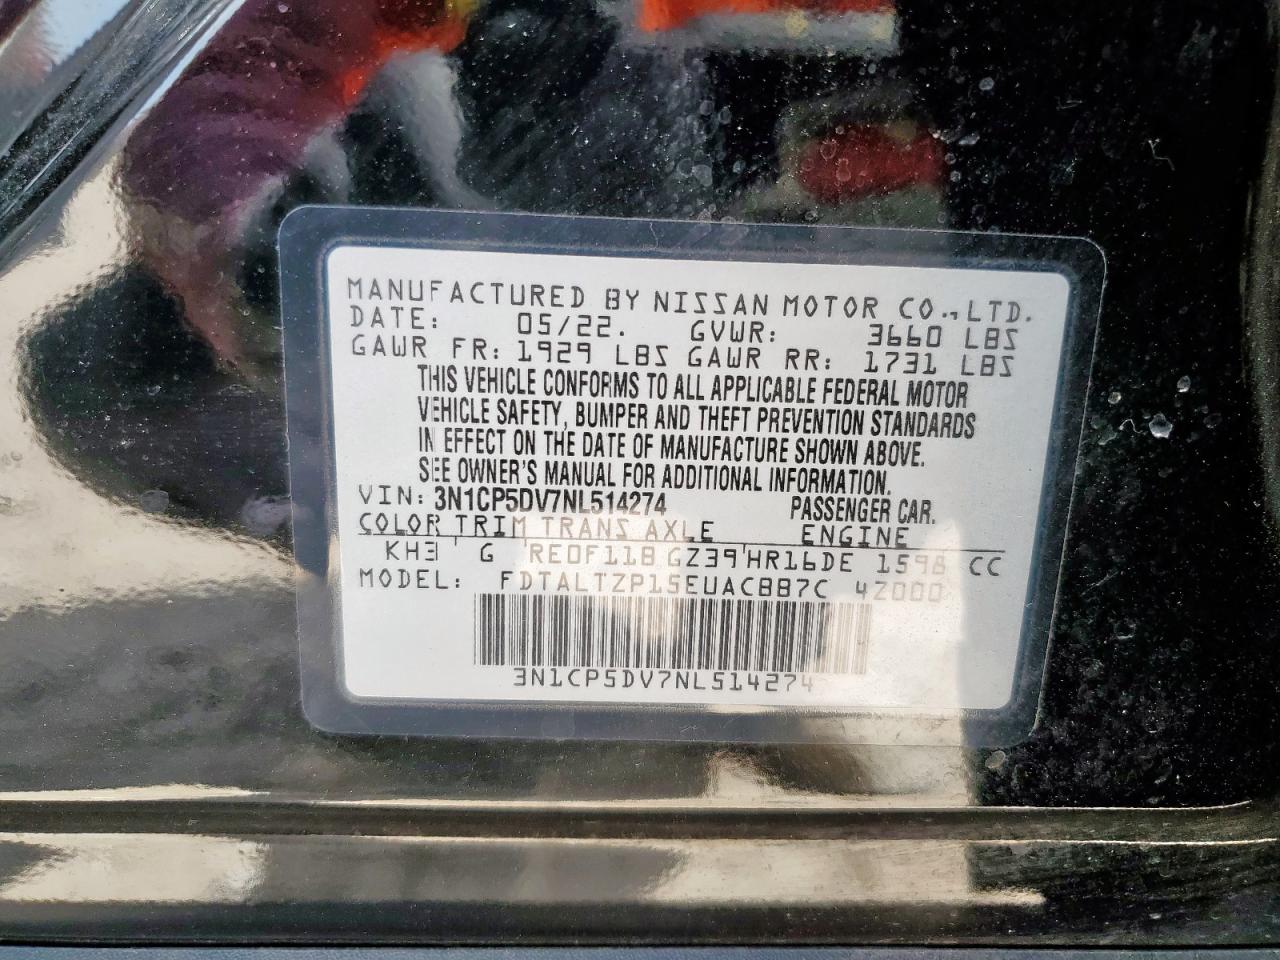 MANUFACTURED BY NISSAN MOTOR CO.,LTD.
DATE: 05/22. GVWR: 3660 LBS
GAWR FR: 1929 LBS GAWR RR: 1731 LBS
THIS VEHICLE CONFORMS TO ALL APPLICABLE FEDERAL MOTOR
VEHICLE SAFETY, BUMPER AND THEFT PREVENTION STANDARDS
IN EFFECT ON THE DATE OF MANUFACTURE SHOWN ABOVE.
SEE OWNER'S MANUAL FOR ADDITIONAL INFORMATION.
VIN: 3N1CP5DV7NL514274 PASSENGER CAR.
COLOR TRIM TRANS AXLE ENGINE
KH3 G RE0F11B GZ39 HR16DE 1598 CC
MODEL: FDTALTZP15EUAC887C 4Z000
3N1CP5DV7NL514274